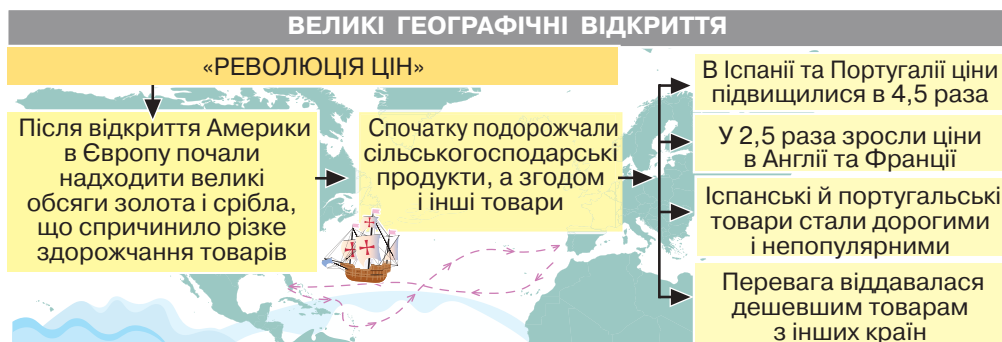 ВЕЛИКІ ГЕОГРАФІЧНІ ВІДКРИТТЯ
«РЕВОЛЮЦІЯ ЦІН»
Після відкриття Америки
в Європу почали
надходити великі
обсяги золота і срібла,
що спричинило різке
здорожчання товарів
Спочатку подорожчали
сільськогосподарські
продукти, а згодом
і інші товари
В Іспанії та Португалії ціни
підвищилися в 4,5 раза
У 2,5 раза зросли ціни
в Англії та Франції
Іспанські й португальські
товари стали дорогими
і непопулярними
Перевага віддавалася
дешевшим товарам
з інших країн